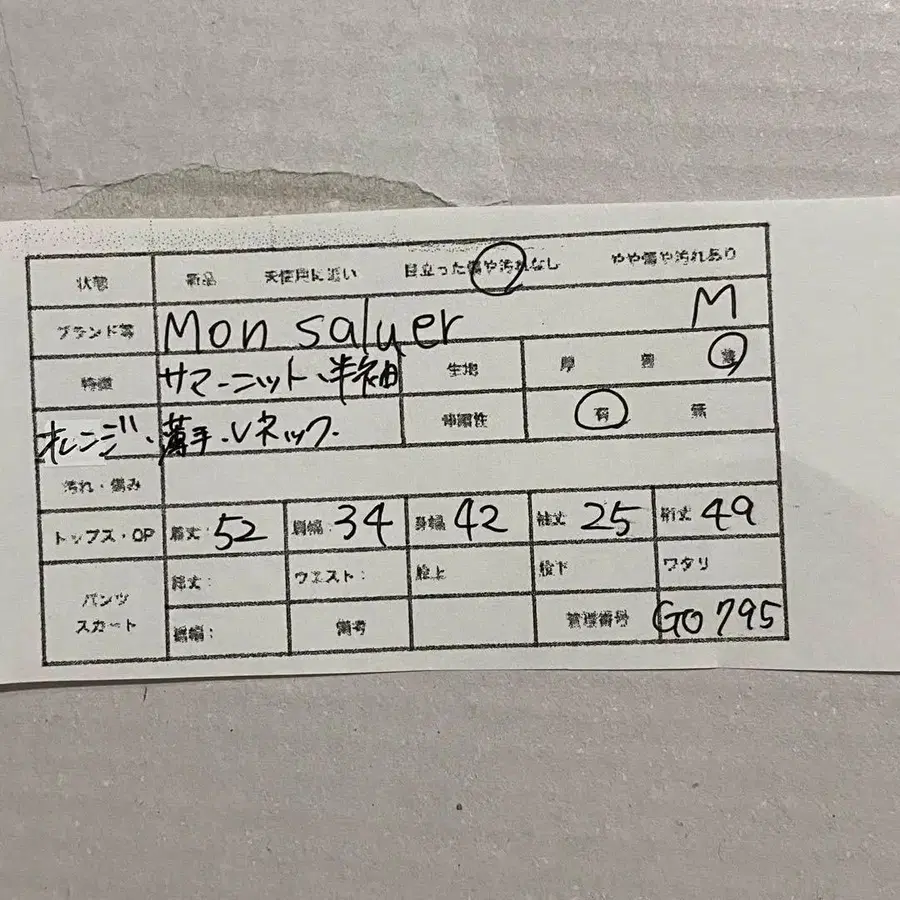 状態 新品 未使用に近い 目立った傷や汚れなし やや傷や汚れあり
ブランド等 Mon saluer M
特徴 サマーニット、半袖 生地 厚 普 薄
オレンジ、薄手、Vネック、 伸縮性 有 無
汚れ・傷み
トップス・OP 着丈:52 肩幅:34 身幅 42 袖丈 25 裄丈 49
パンツ スカート 総丈: ウエスト: 股上 股下 ワタリ
裾幅: 備考 管理番号 GO795